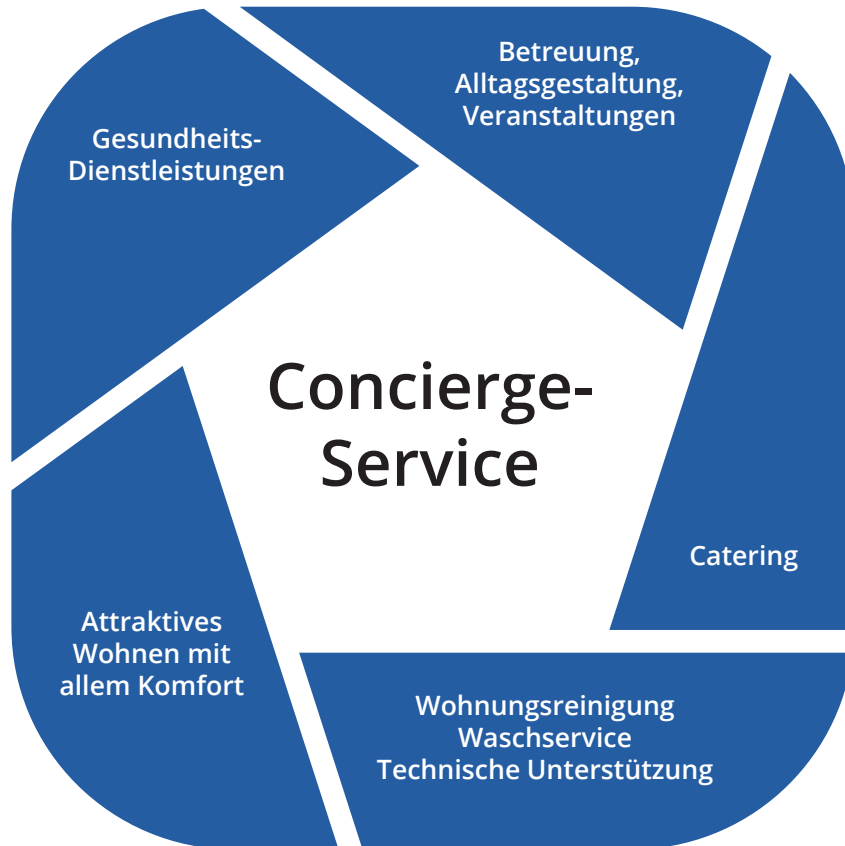 Betreuung,
Alltagsgestaltung,
Veranstaltungen
Gesundheits-
Dienstleistungen
Concierge-
Service
Catering
Attraktives
Wohnen mit
allem Komfort
Wohnungsreinigung
Waschservice
Technische Unterstützung